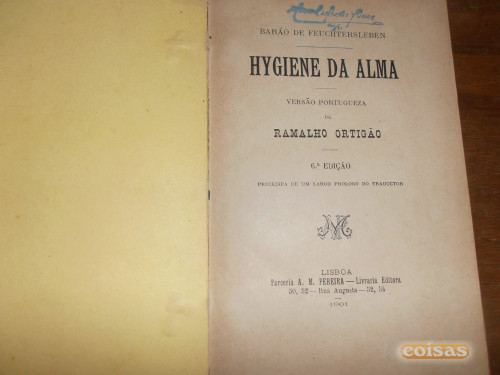 BARÃO DE FEUCHTERSLEBEN
HYGIENE DA ALMA
VERSÃO PORTUGUEZA
DE
RAMALHO ORTIGÃO
6.ª EDIÇÃO
PRECEDIDA DE UM LARGO PROLOGO DO TRADUCTOR
LISBOA
Parceria A. M. PEREIRA — Livraria Editora
50, 52 — Rua Augusta — 52, 54
1901
coisas